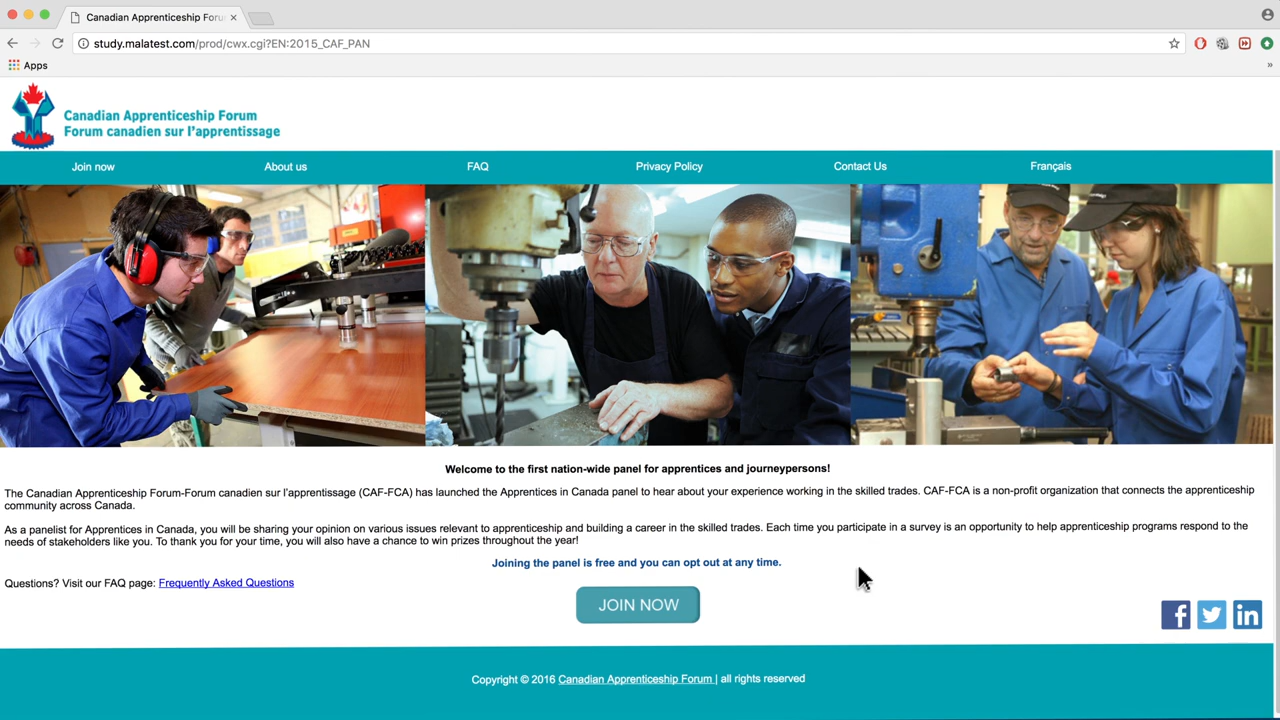 Canadian Apprenticeship Foru
study.malatest.com/prod/cwx.cgi?EN:2015_CAF_PAN
Apps
Canadian Apprenticeship Forum
Forum canadien sur l'apprentissage
Join now About us FAQ Privacy Policy Contact Us Français
Welcome to the first nation-wide panel for apprentices and journeypersons!
The Canadian Apprenticeship Forum-Forum canadien sur l'apprentissage (CAF-FCA) has launched the Apprentices in Canada panel to hear about your experience working in the skilled trades. CAF-FCA is a non-profit organization that connects the apprenticeship
community across Canada.
As a panelist for Apprentices in Canada, you will be sharing your opinion on various issues relevant to apprenticeship and building a career in the skilled trades. Each time you participate in a survey is an opportunity to help apprenticeship programs respond to the
needs of stakeholders like you. To thank you for your time, you will also have a chance to win prizes throughout the year!
Joining the panel is free and you can opt out at any time.
Questions? Visit our FAQ page: Frequently Asked Questions
JOIN NOW
Copyright © 2016 Canadian Apprenticeship Forum | all rights reserved